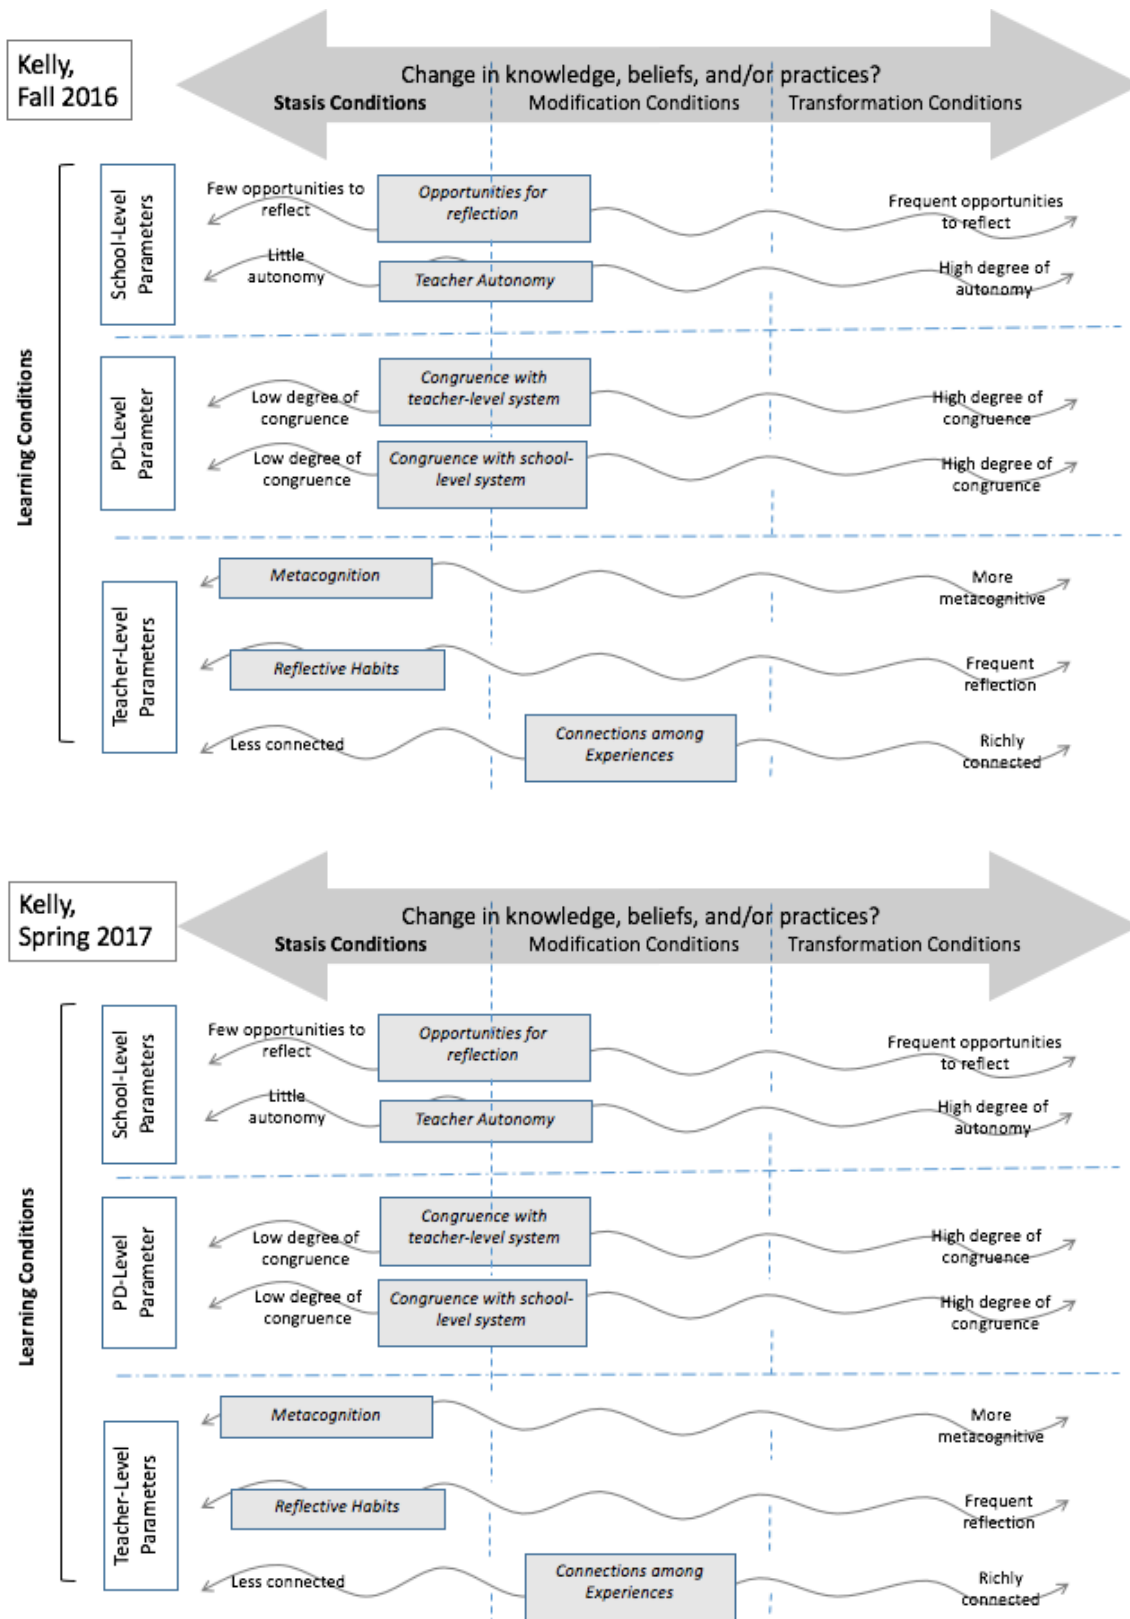 Kelly,
Fall 2016
Change in knowledge, beliefs, and/or practices?
Stasis Conditions
Modification Conditions
Transformation Conditions
Learning Conditions
School-Level
Parameters
Few opportunities to
reflect
Opportunities for
reflection
Frequent opportunities
to reflect
Little
autonomy
Teacher Autonomy
High degree of
autonomy
PD-Level
Parameter
Low degree of
congruence
Congruence with
teacher-level system
High degree of
congruence
Low degree of
congruence
Congruence with school-
level system
High degree of
congruence
Teacher-Level
Parameters
Metacognition
More
metacognitive
Reflective Habits
Frequent
reflection
Less connected
Connections among
Experiences
Richly
connected
Kelly,
Spring 2017
Change in knowledge, beliefs, and/or practices?
Stasis Conditions
Modification Conditions
Transformation Conditions
Learning Conditions
School-Level
Parameters
Few opportunities to
reflect
Opportunities for
reflection
Frequent opportunities
to reflect
Little
autonomy
Teacher Autonomy
High degree of
autonomy
PD-Level
Parameter
Low degree of
congruence
Congruence with
teacher-level system
High degree of
congruence
Low degree of
congruence
Congruence with school-
level system
High degree of
congruence
Teacher-Level
Parameters
Metacognition
More
metacognitive
Reflective Habits
Frequent
reflection
Less connected
Connections among
Experiences
Richly
connected